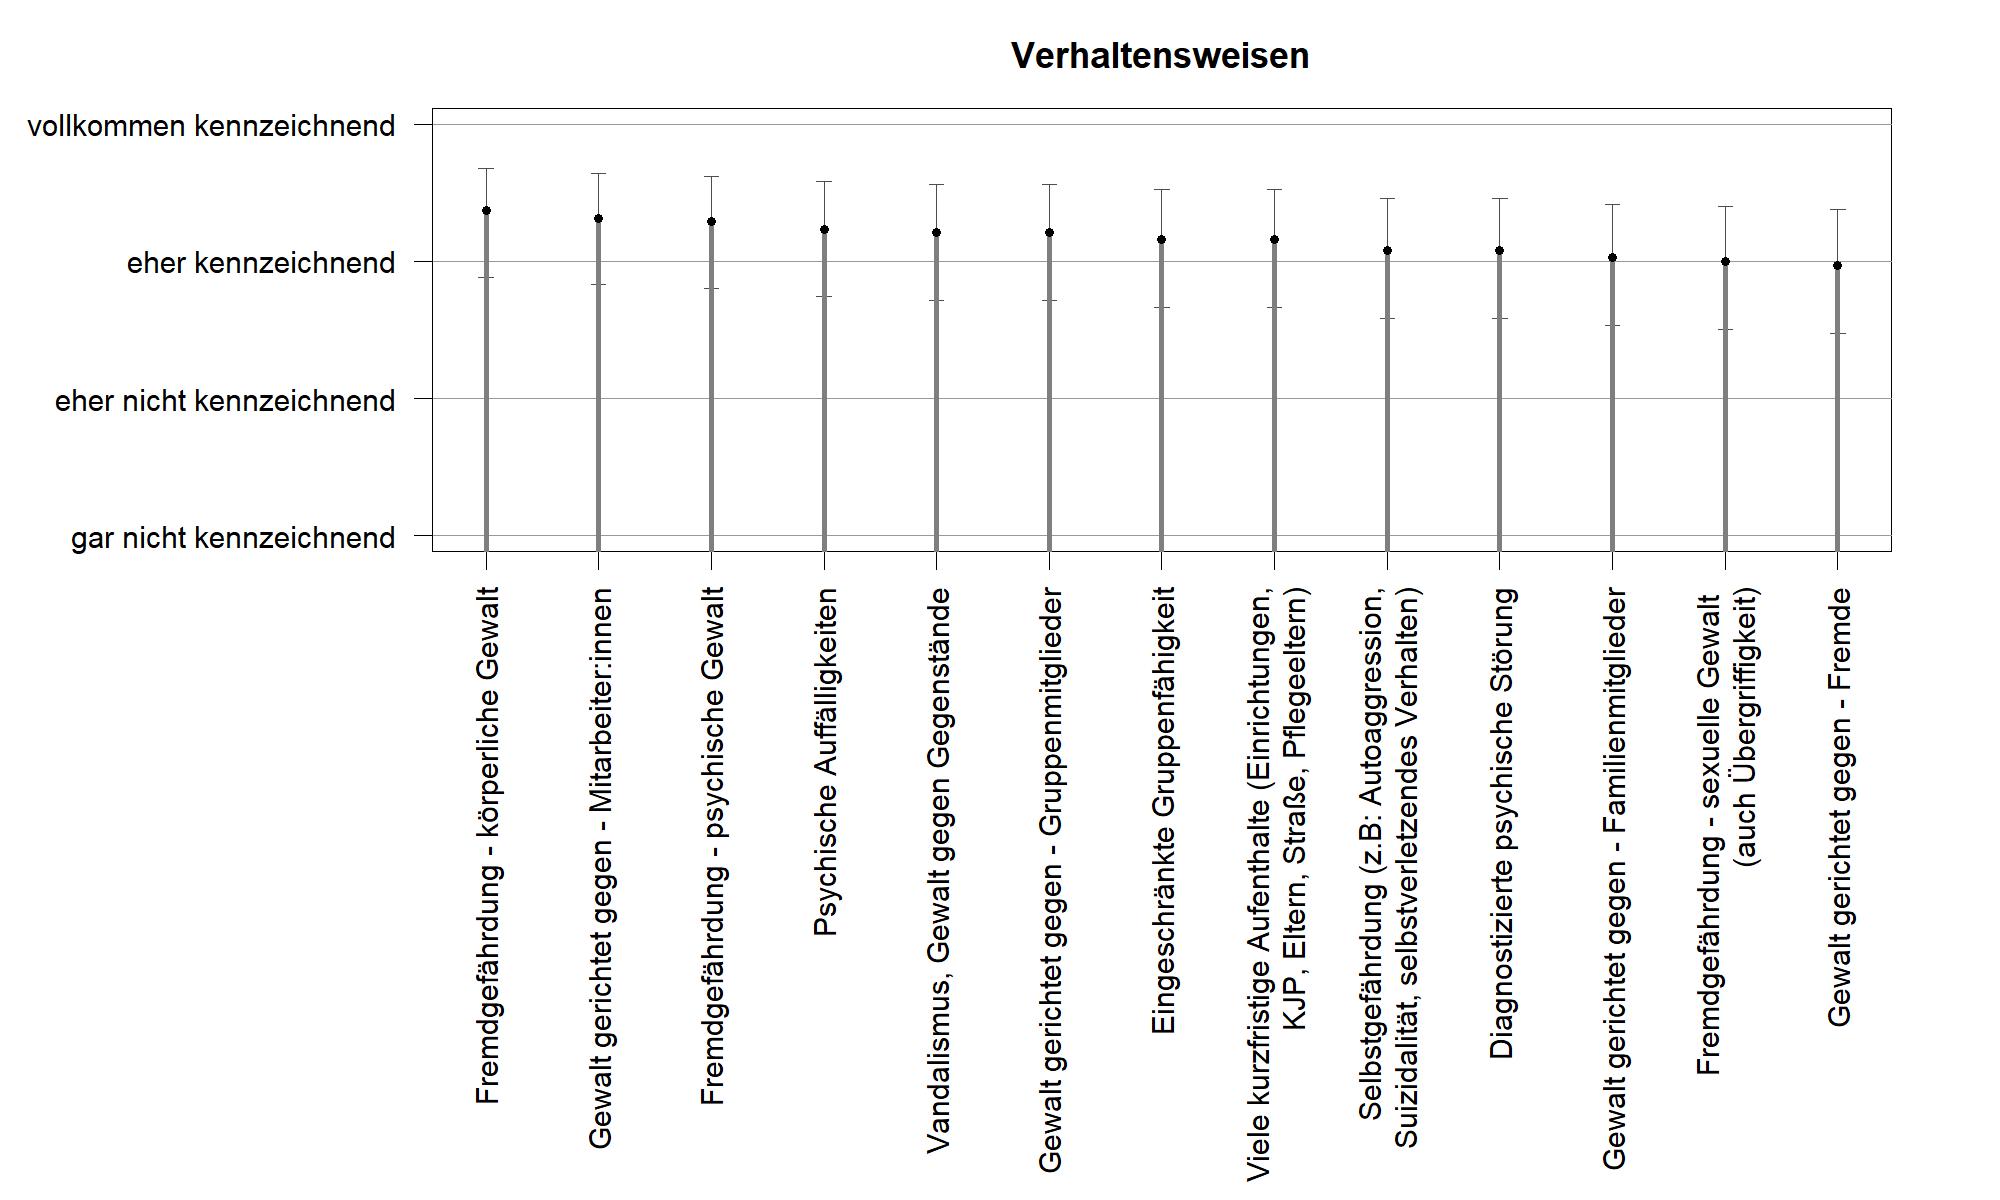 Verhaltensweisen
vollkommen kennzeichnend
eher kennzeichnend
eher nicht kennzeichnend
gar nicht kennzeichnend
Fremdgefährdung - körperliche Gewalt
Gewalt gerichtet gegen - Mitarbeiter:innen
Fremdgefährdung - psychische Gewalt
Psychische Auffälligkeiten
Vandalismus, Gewalt gegen Gegenstände
Gewalt gerichtet gegen - Gruppenmitglieder
Eingeschränkte Gruppenfähigkeit
Viele kurzfristige Aufenthalte (Einrichtungen,
KJP, Eltern, Straße, Pflegeeltern)
Selbstgefährdung (z.B: Autoaggression,
Suizidalität, selbstverletzendes Verhalten)
Diagnostizierte psychische Störung
Gewalt gerichtet gegen - Familienmitglieder
Fremdgefährdung - sexuelle Gewalt
(auch Übergriffigkeit)
Gewalt gerichtet gegen - Fremde